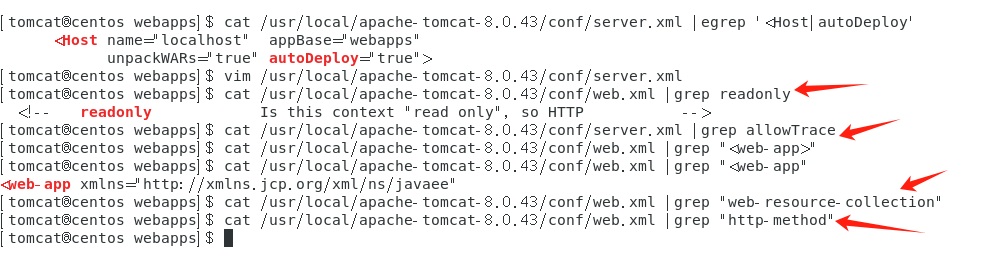 [tomcat@centos webapps]$ cat /usr/local/apache-tomcat-8.0.43/conf/server.xml |egrep '<Host|autoDeploy'
<Host name="localhost" appBase="webapps"
unpackWARs="true" autoDeploy="true">
[tomcat@centos webapps]$ vim /usr/local/apache-tomcat-8.0.43/conf/server.xml
[tomcat@centos webapps]$ cat /usr/local/apache-tomcat-8.0.43/conf/web.xml |grep readonly
<!-- readonly Is this context "read only", so HTTP -->
[tomcat@centos webapps]$ cat /usr/local/apache-tomcat-8.0.43/conf/server.xml |grep allowTrace
[tomcat@centos webapps]$ cat /usr/local/apache-tomcat-8.0.43/conf/web.xml |grep "<web-app>"
[tomcat@centos webapps]$ cat /usr/local/apache-tomcat-8.0.43/conf/web.xml |grep "<web-app"
<web-app xmlns="http://xmlns.jcp.org/xml/ns/javaee"
[tomcat@centos webapps]$ cat /usr/local/apache-tomcat-8.0.43/conf/web.xml |grep "web-resource-collection"
[tomcat@centos webapps]$ cat /usr/local/apache-tomcat-8.0.43/conf/web.xml |grep "http-method"
[tomcat@centos webapps]$